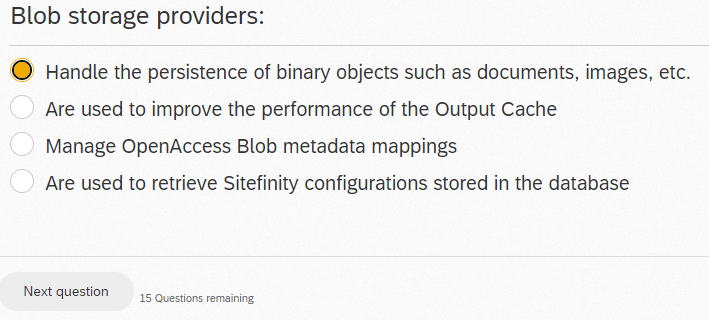 Blob storage providers:
Handle the persistence of binary objects such as documents, images, etc.
Are used to improve the performance of the Output Cache
Manage OpenAccess Blob metadata mappings
Are used to retrieve Sitefinity configurations stored in the database
Next question
15 Questions remaining